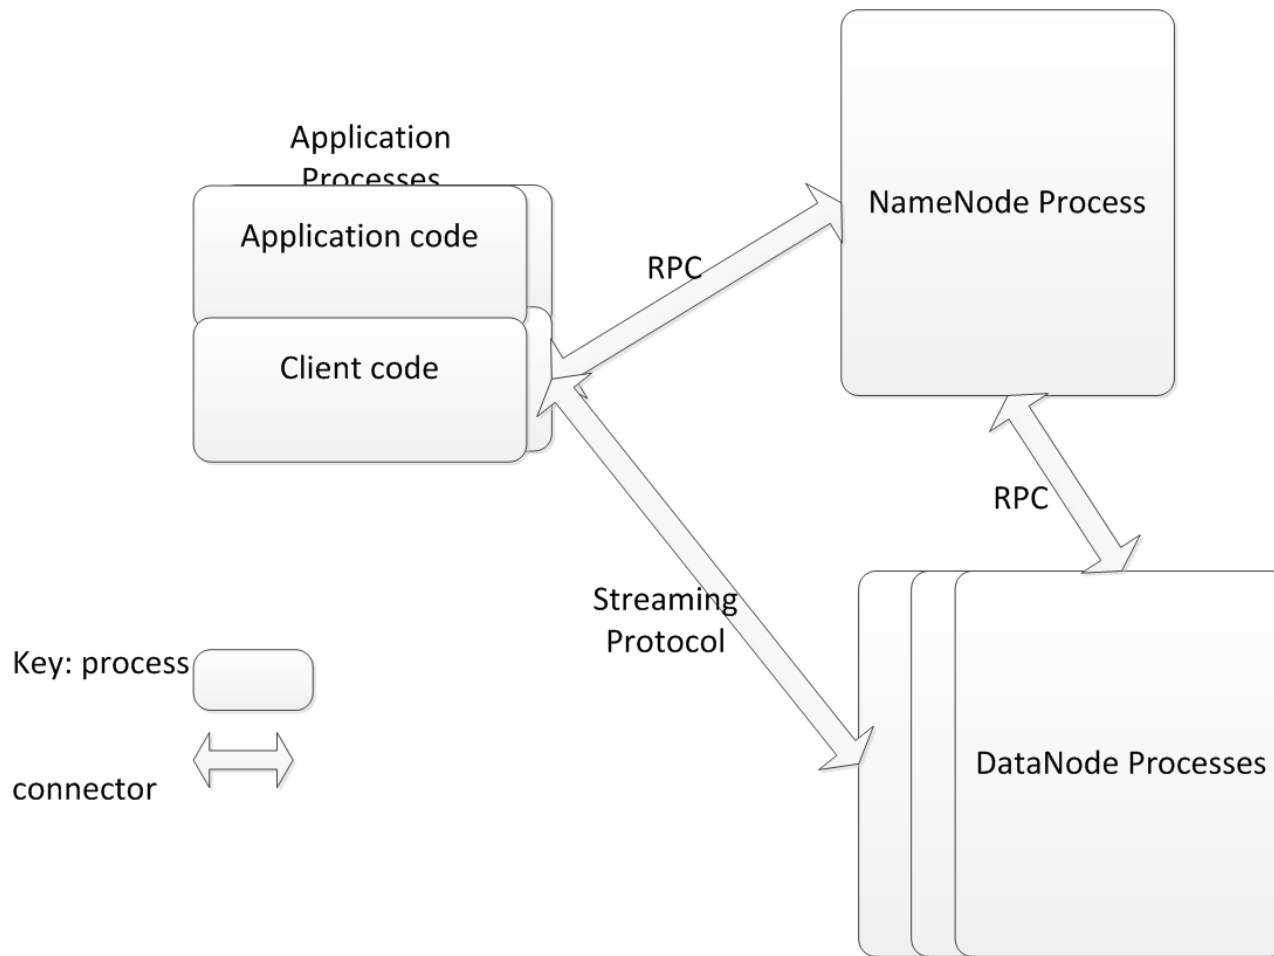 Application
Processes
Application code
Client code
RPC
NameNode Process
RPC
Streaming
Protocol
DataNode Processes
Key: process
connector